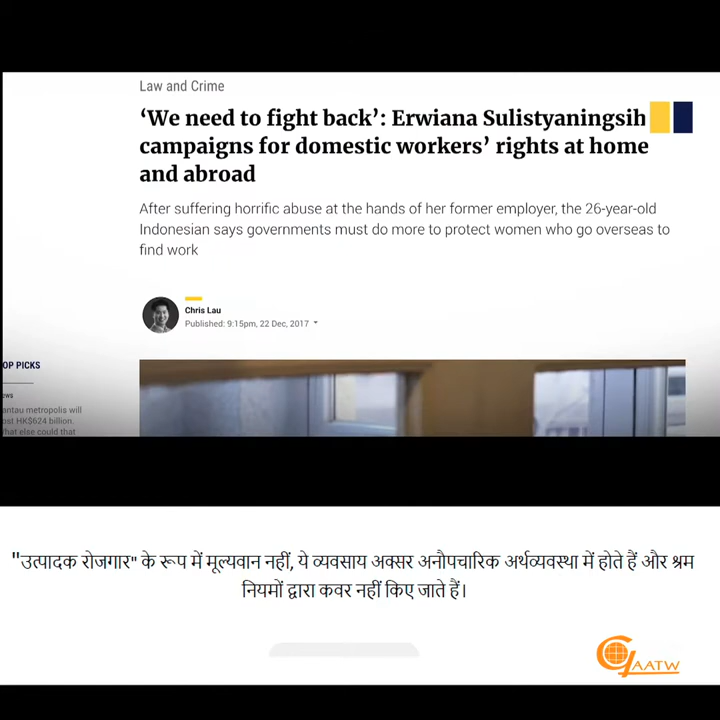 Law and Crime
‘We need to fight back’: Erwiana Sulistyaningsih
campaigns for domestic workers’ rights at home
and abroad
After suffering horrific abuse at the hands of her former employer, the 26-year-old
Indonesian says governments must do more to protect women who go overseas to
find work
Chris Lau
Published: 9:15pm, 22 Dec, 2017
OP PICKS
ews
antau metropolis will
ost HK$624 billion.
hat else could that
"उत्पादक रोजगार" के रूप में मूल्यवान नहीं, ये व्यवसाय अक्सर अनौपचारिक अर्थव्यवस्था में होते हैं और श्रम
नियमों द्वारा कवर नहीं किए जाते हैं।
GAATW